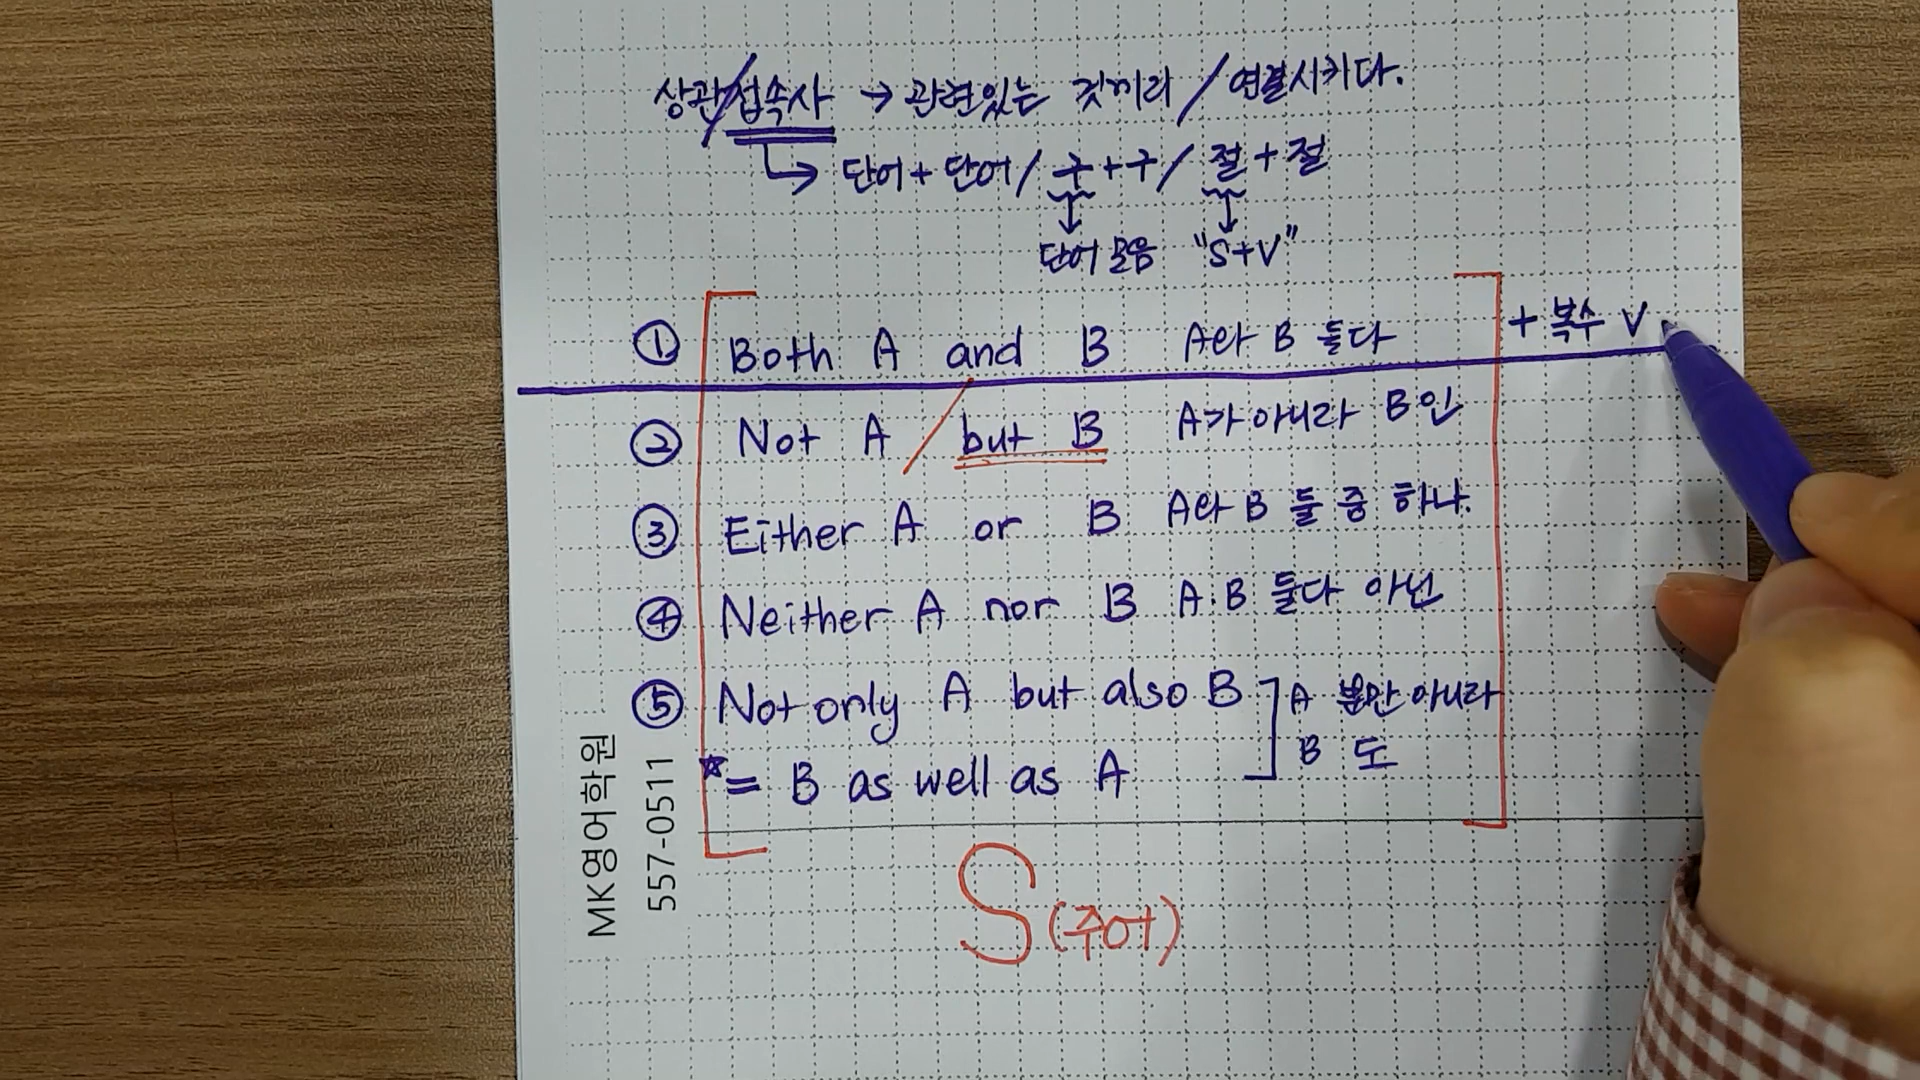 상관/접속사 → 관련있는 것끼리 / 연결시키다.
↳ 단어 + 단어 / 구 + 구 / 절 + 절
단어 묶음 "S+V"
① Both A and B A와 B 둘다 + 복수 V
② Not A / but B A가 아니라 B인
③ Either A or B A와 B 둘 중 하나.
④ Neither A nor B A·B 둘다 아닌
⑤ Not only A but also B A 뿐만 아니라
☆= B as well as A B 도
S (주어)
MK영어학원
557-0511